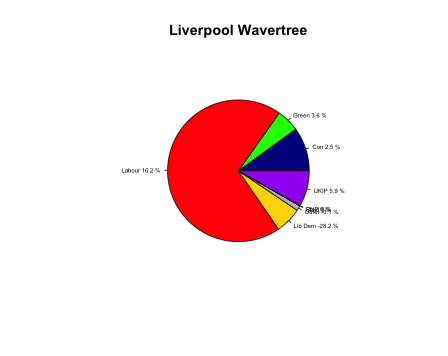 Liverpool Wavertree
Green 3.6 %
Con 2.5 %
Labour 16.2 %
UKIP 5.9 %
Lib Dem -28.2 %